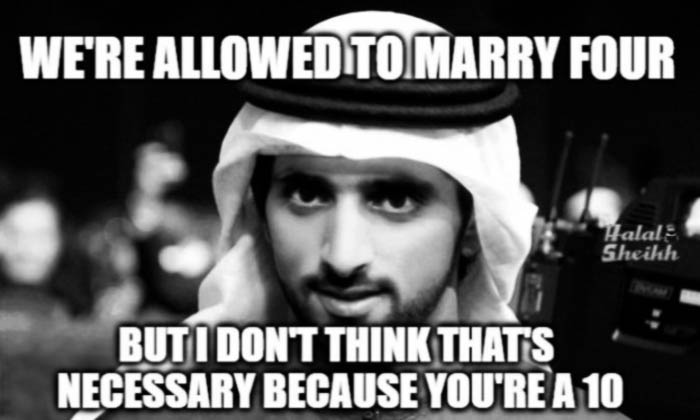 WE'RE ALLOWED TO MARRY FOUR
Halal
Sheikh
BUT I DON'T THINK THAT'S
NECESSARY BECAUSE YOU'RE A 10